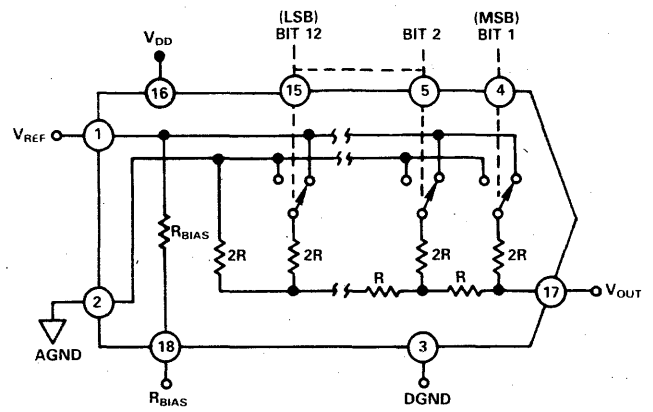 (LSB)
BIT 12
BIT 2
(MSB)
BIT 1
VDD
16
15
5
4
VREF
1
RBIAS
2R
2R
2R
2R
R
R
2
17
VOUT
AGND
18
3
RBIAS
DGND